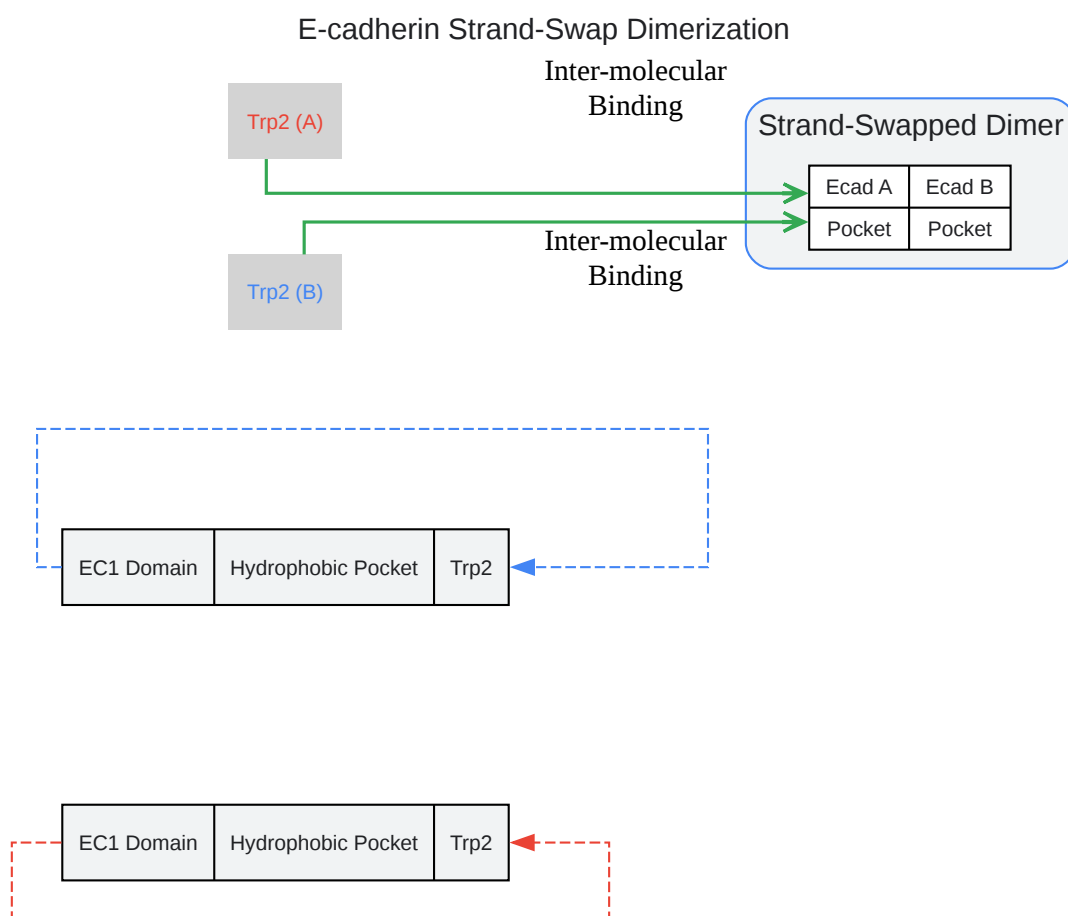 E-cadherin Strand-Swap Dimerization
Inter-molecular
Binding
Trp2 (A)
Strand-Swapped Dimer
Ecad A
Ecad B
Pocket
Pocket
Inter-molecular
Binding
Trp2 (B)
EC1 Domain
Hydrophobic Pocket
Trp2
EC1 Domain
Hydrophobic Pocket
Trp2